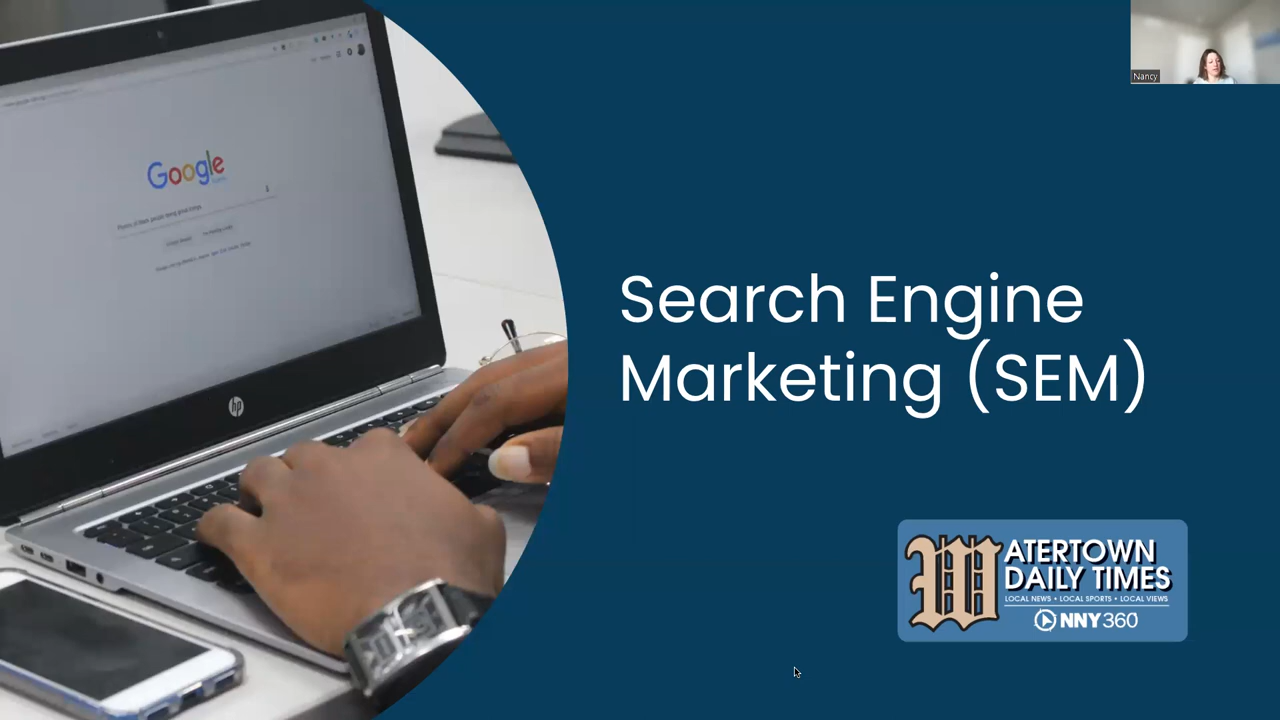 Nancy
Google
hp
Search Engine
Marketing (SEM)
WATERTOWN
DAILY TIMES
LOCAL NEWS • LOCAL SPORTS • LOCAL VIEWS
NNY360